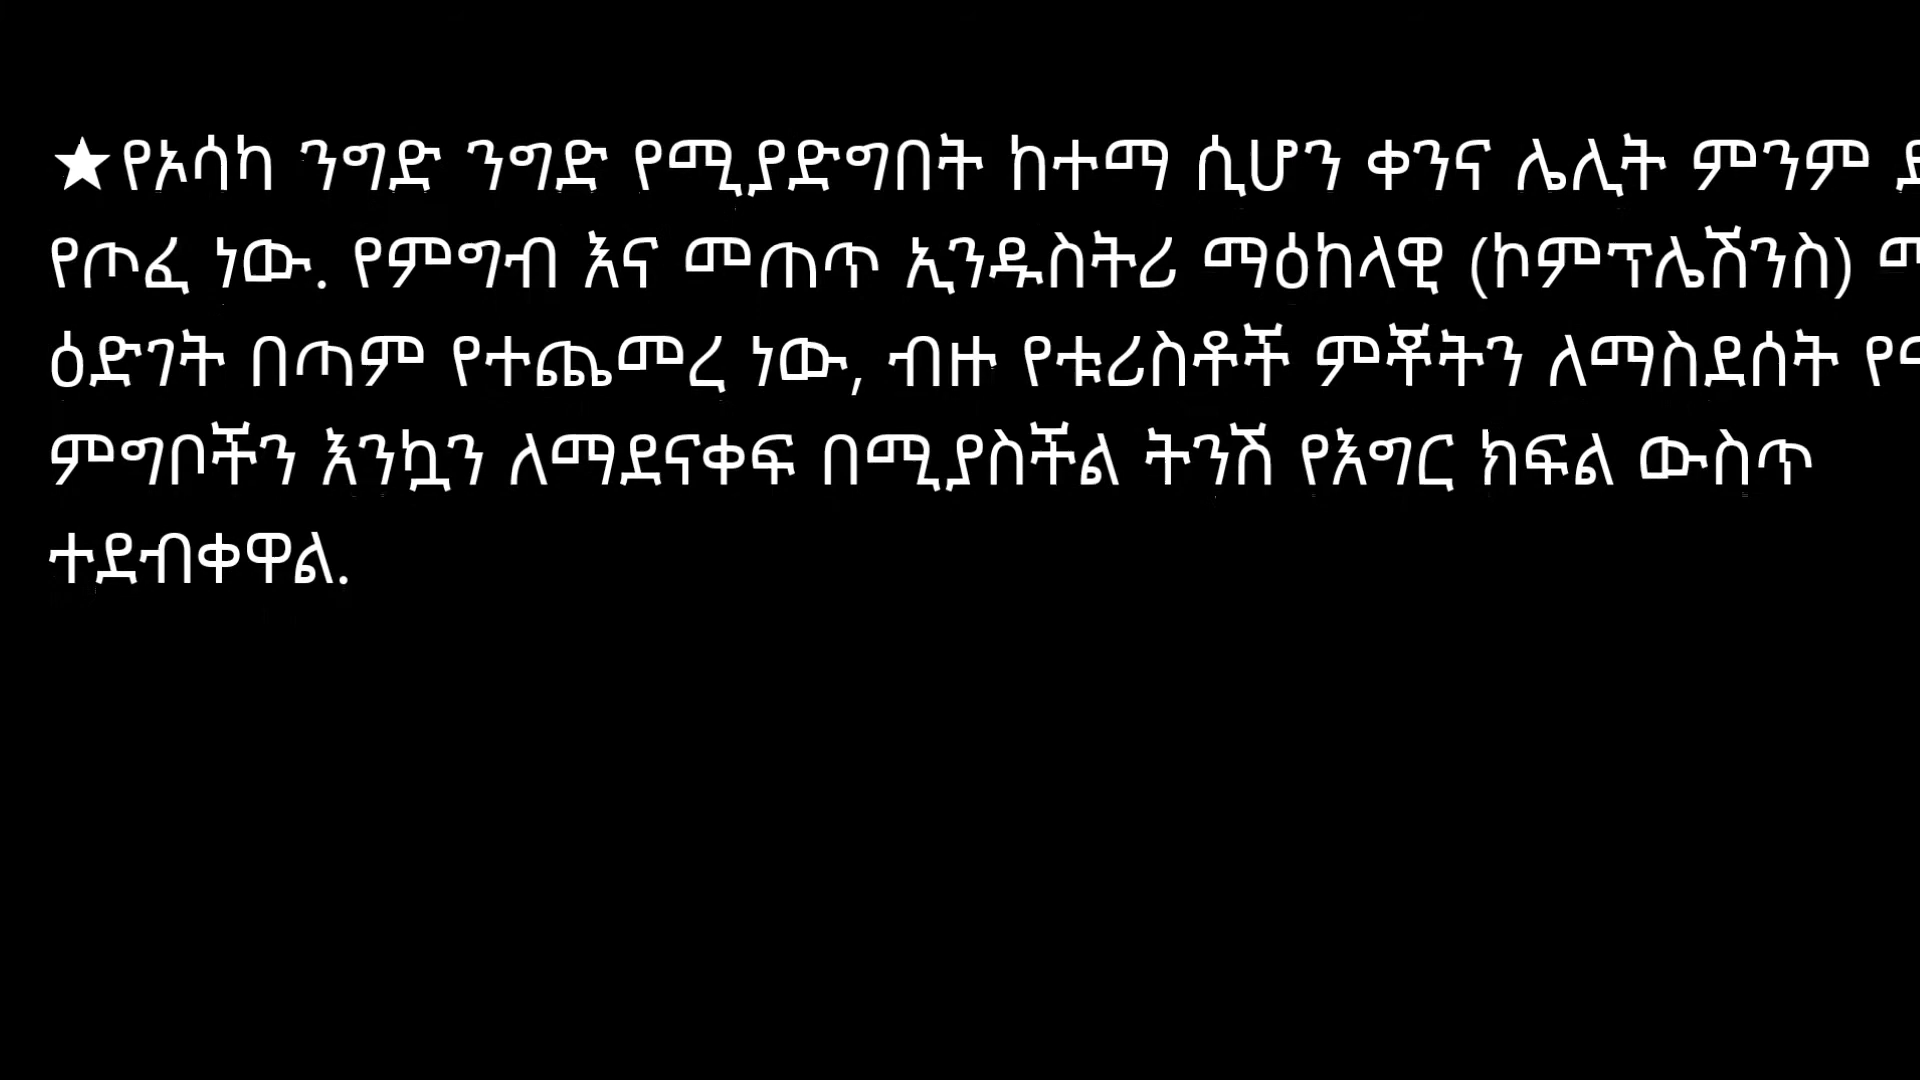 ★የኦሳካ ንግድ ንግድ የሚያድግበት ከተማ ሲሆን ቀንና ሌሊት ምንም
የጦፈ ነው. የምግብ እና መጠጥ ኢንዱስትሪ ማዕከላዊ (ኮምፕሌሽንስ)
ዕድገት በጣም የተጨመረ ነው, ብዙ የቱሪስቶች ምቾትን ለማስደሰት
ምግቦችን እንኳን ለማደናቀፍ በሚያስችል ትንሽ የእግር ክፍል ውስጥ
ተደብቀዋል.